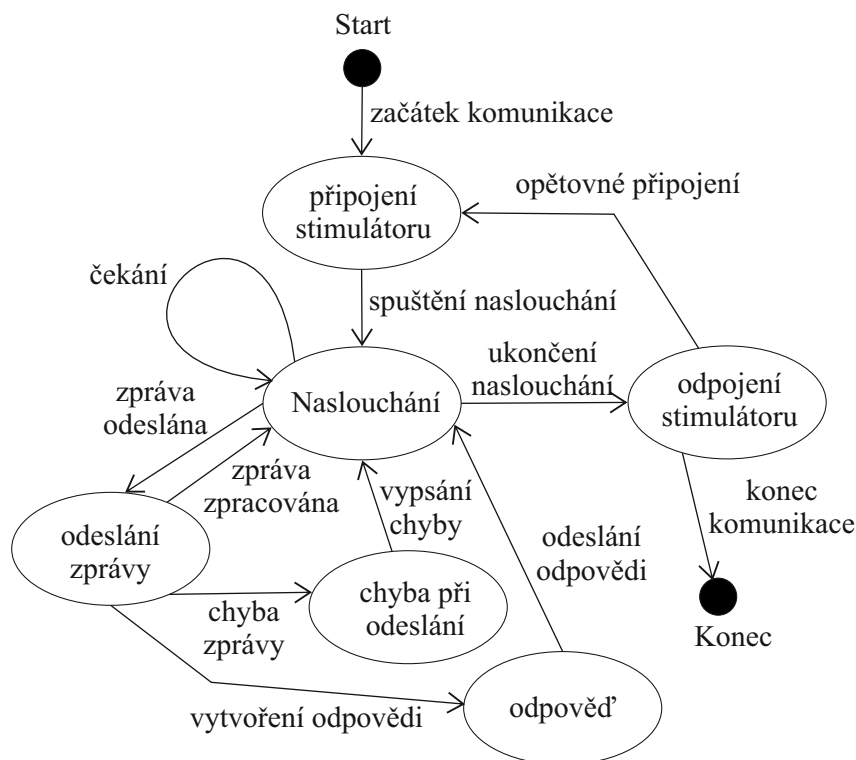 Start
začátek komunikace
připojení
stimulátoru
opětovné připojení
čekání
spuštění naslouchání
ukončení
naslouchání
Naslouchání
odpojení
stimulátoru
zpráva
odeslána
zpráva
zpracována
vypsání
chyby
konec
komunikace
odeslání
zprávy
odeslání
odpovědi
chyba při
odeslání
chyba
zprávy
Konec
vytvoření odpovědi
odpověď